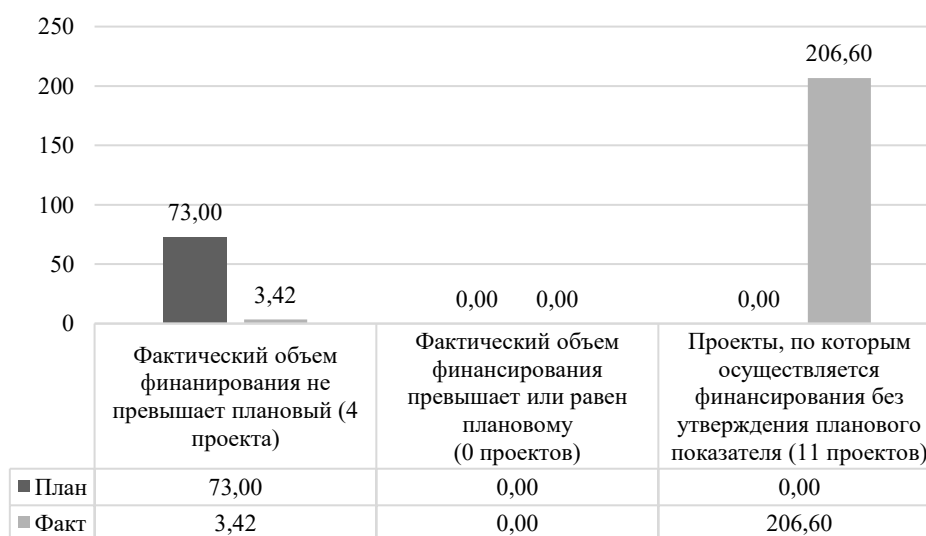 250
206,60
200
150
100
73,00
50
3,42
0,00
0,00
0,00
0
Фактический объем
финанирования не
превышает плановый (4
проекта)
Фактический объем
финансирования
превышает или равен
плановому
(0 проектов)
Проекты, по которым
осуществляется
финансирования без
утверждения планового
показателя (11 проектов)
План 73,00 0,00 0,00
Факт 3,42 0,00 206,60